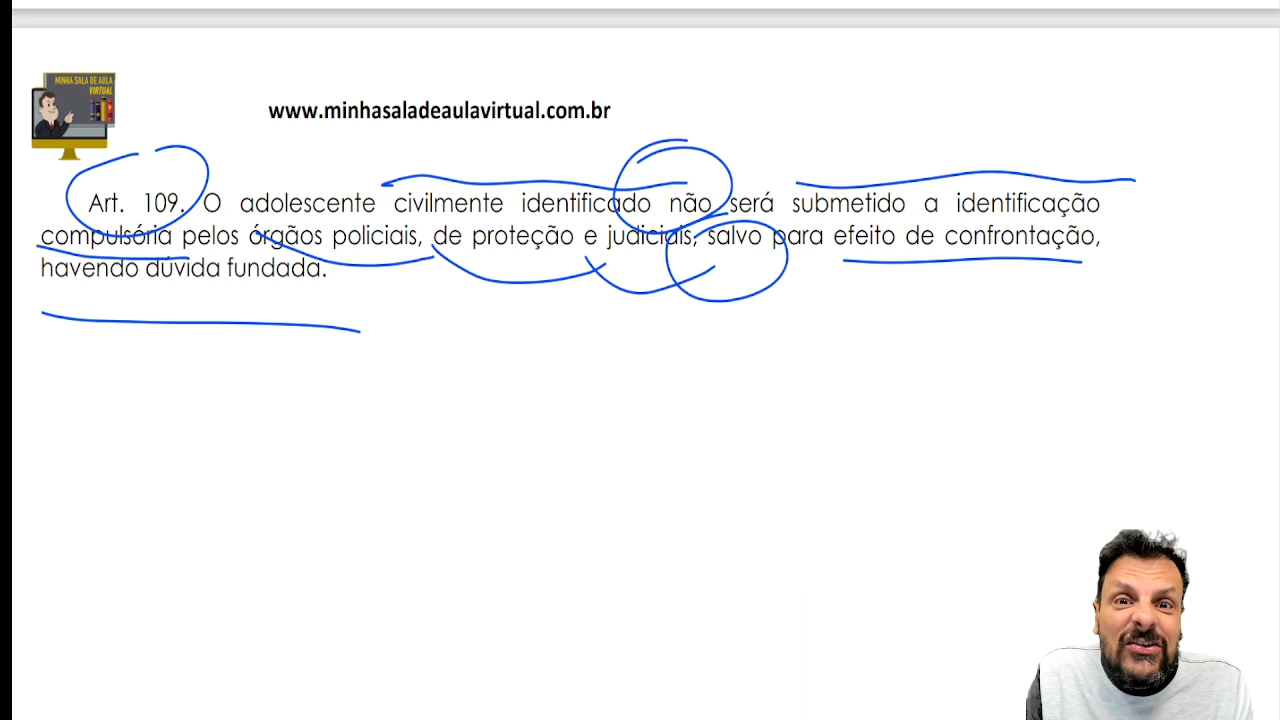 MINHA SALA DE AULA
VIRTUAL
www.minhasaladeaulavirtual.com.br
Art. 109. O adolescente civilmente identificado não será submetido a identificação
compulsória pelos órgãos policiais, de proteção e judiciais, salvo para efeito de confrontação,
havendo dúvida fundada.